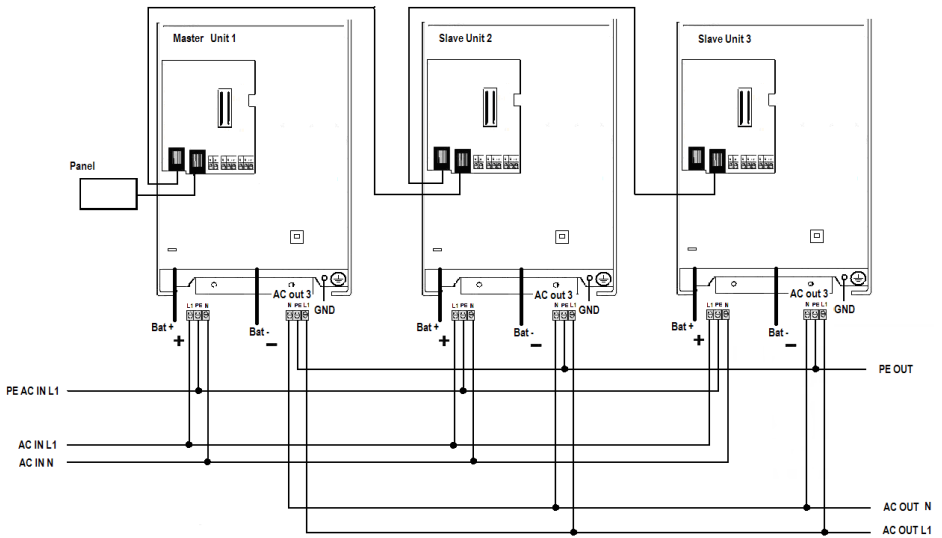 Master Unit 1
Slave Unit 2
Slave Unit 3
Panel
AC out 3
AC out 3
AC out 3
L1 PE N
N PE L1
GND
L1 PE N
N PE L1
GND
L1 PE N
N PE L1
GND
Bat +
+
Bat -
−
Bat +
+
Bat -
−
Bat +
+
Bat -
−
PE OUT
PE AC IN L1
AC IN L1
AC IN N
AC OUT N
AC OUT L1